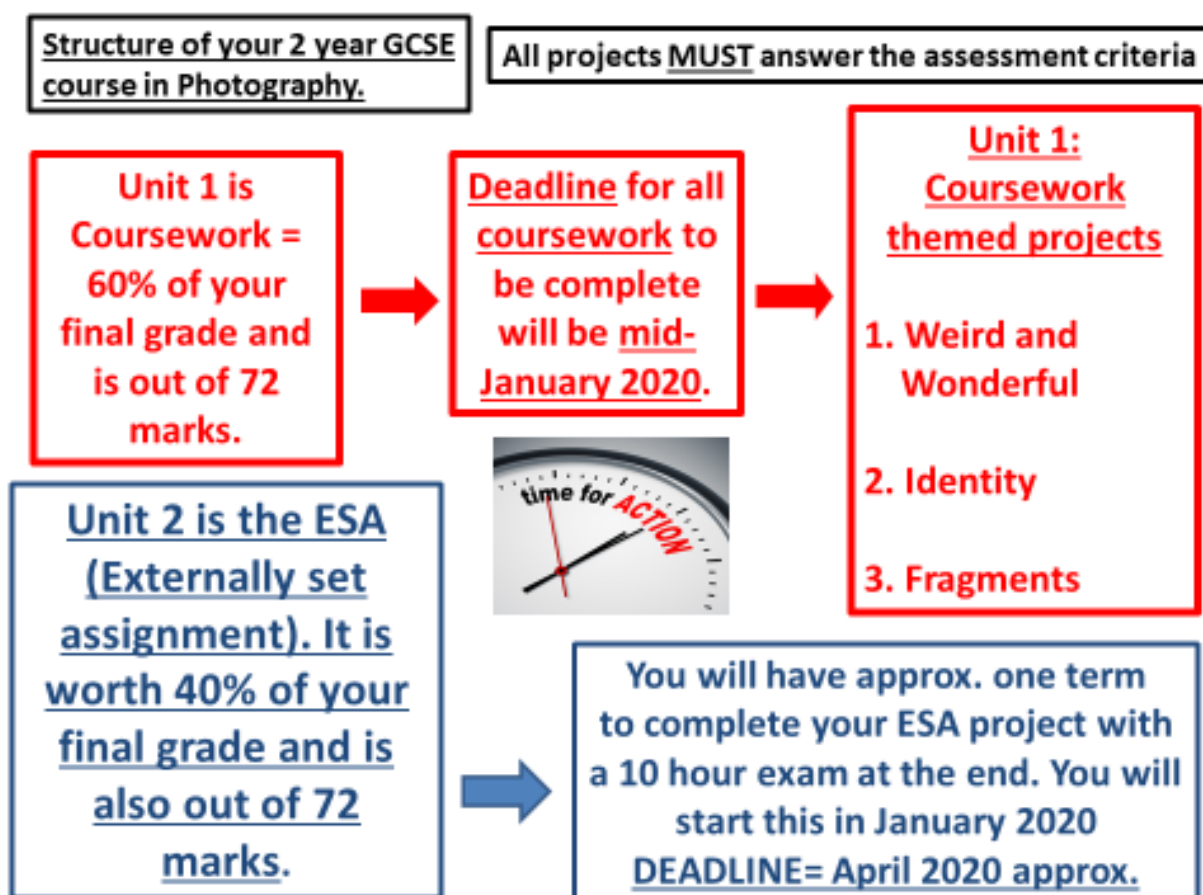 Structure of your 2 year GCSE
course in Photography.
All projects MUST answer the assessment criteria
Unit 1 is
Coursework =
60% of your
final grade and
is out of 72
marks.
Deadline for all
coursework to
be complete
will be mid-
January 2020.
Unit 1:
Coursework
themed projects
1. Weird and
Wonderful
2. Identity
3. Fragments
time for ACTION
Unit 2 is the ESA
(Externally set
assignment). It is
worth 40% of your
final grade and is
also out of 72
marks.
You will have approx. one term
to complete your ESA project with
a 10 hour exam at the end. You will
start this in January 2020
DEADLINE= April 2020 approx.